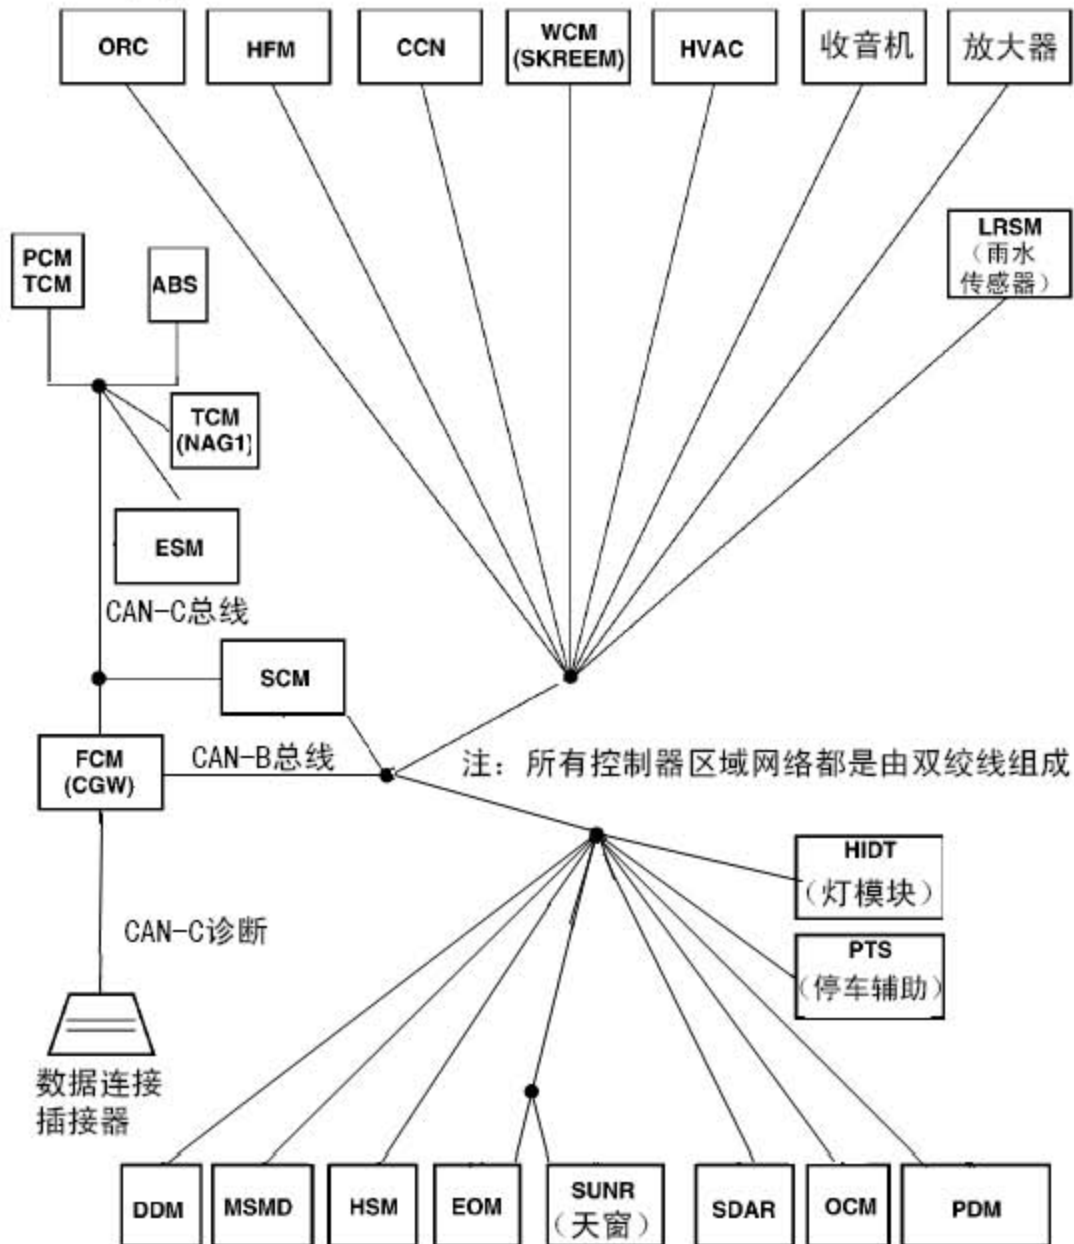 ORC
HFM
CCN
WCM
(SKREEM)
HVAC
收音机
放大器
LRSM
（雨水
传感器）
PCM
TCM
ABS
TCM
(NAG1)
ESM
CAN-C总线
SCM
FCM
(CGW)
CAN-B总线
注：所有控制器区域网络都是由双绞线组成
HIDT
（灯模块）
PTS
（停车辅助）
CAN-C诊断
数据连接
插接器
DDM
MSMD
HSM
EOM
SUNR
（天窗）
SDAR
OCM
PDM